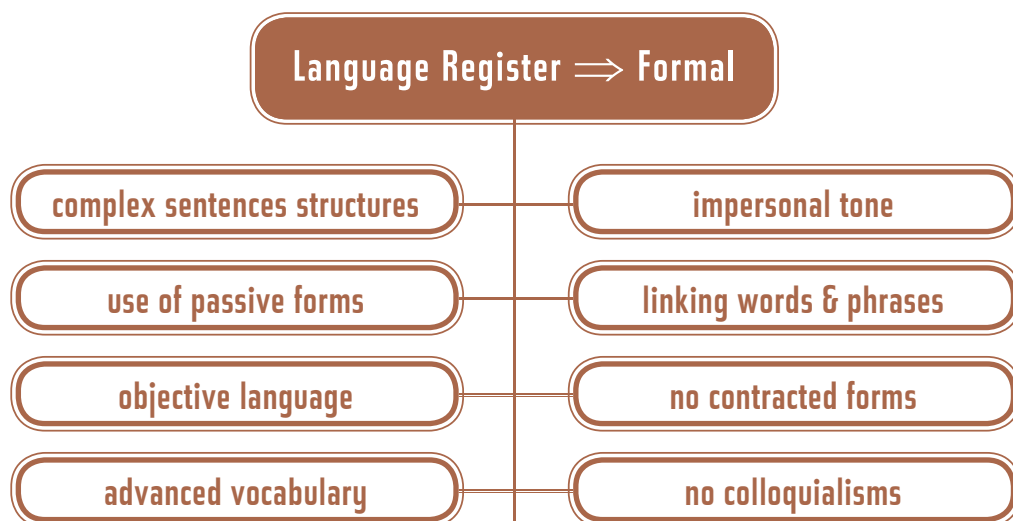 Language Register ⇒ Formal
complex sentences structures
impersonal tone
use of passive forms
linking words & phrases
objective language
no contracted forms
advanced vocabulary
no colloquialisms